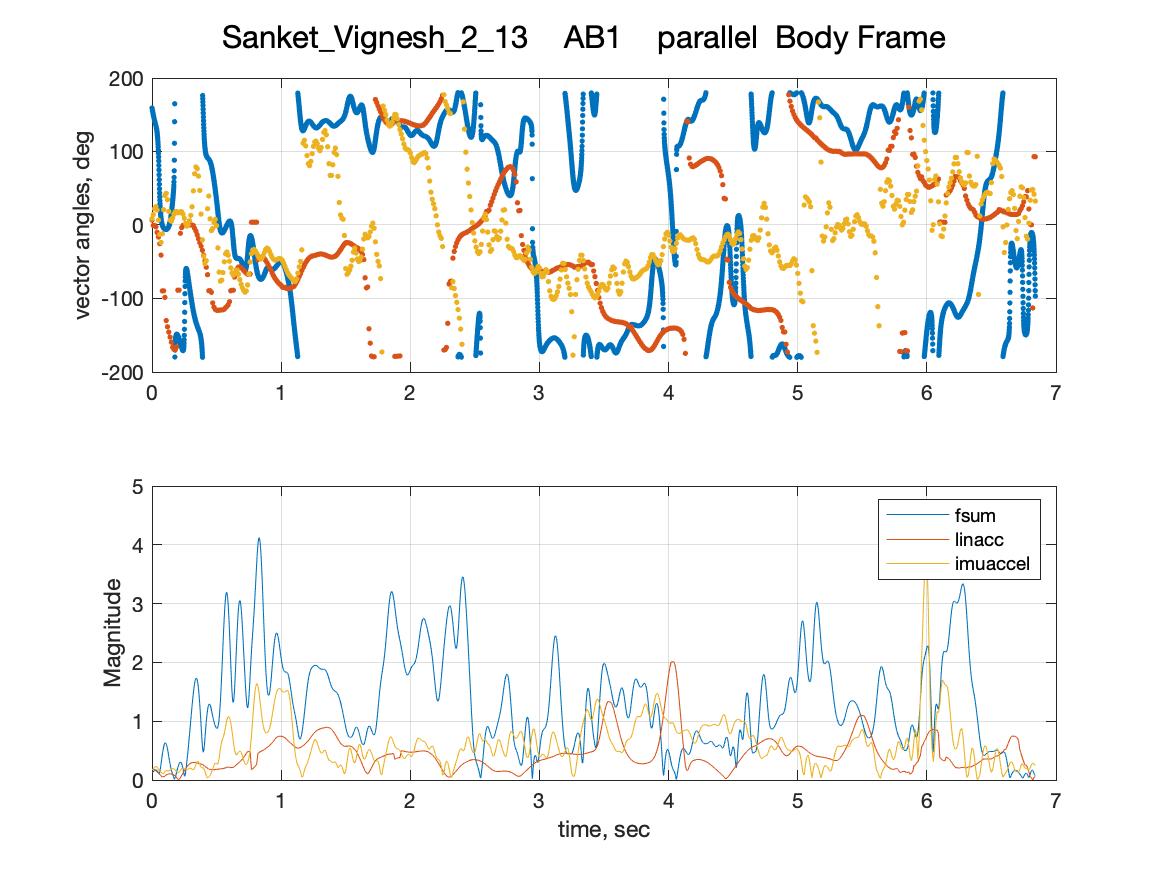 Sanket_Vignesh_2_13 AB1 parallel Body Frame
200
100
0
-100
-200
vector angles, deg
0 1 2 3 4 5 6 7
5
4
3
2
1
0
Magnitude
fsum
linacc
imuaccel
0 1 2 3 4 5 6 7
time, sec